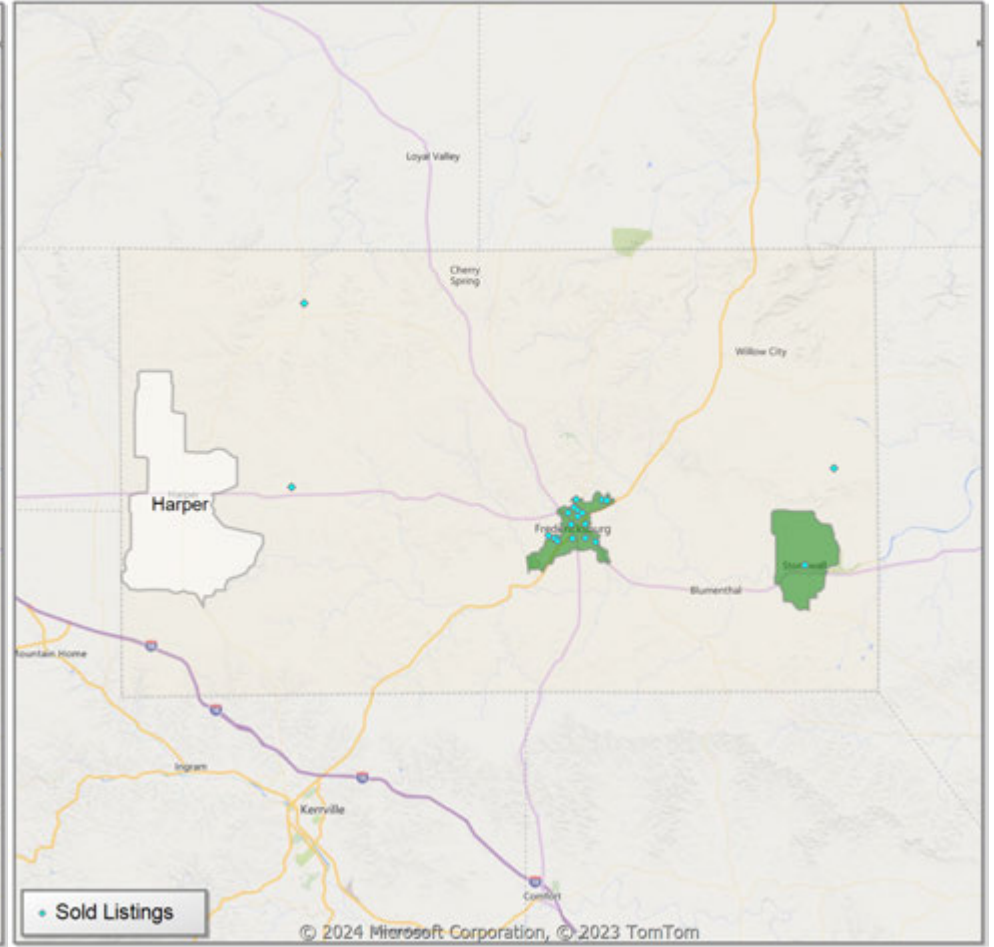 Loyal Valley
Cherry
Spring
Willow City
Harper
Harper
Fredericksburg
Stonewall
Blumenthal
Mountain Home
Ingram
Kerrville
Comfort
Sold Listings
© 2024 Microsoft Corporation, © 2023 TomTom